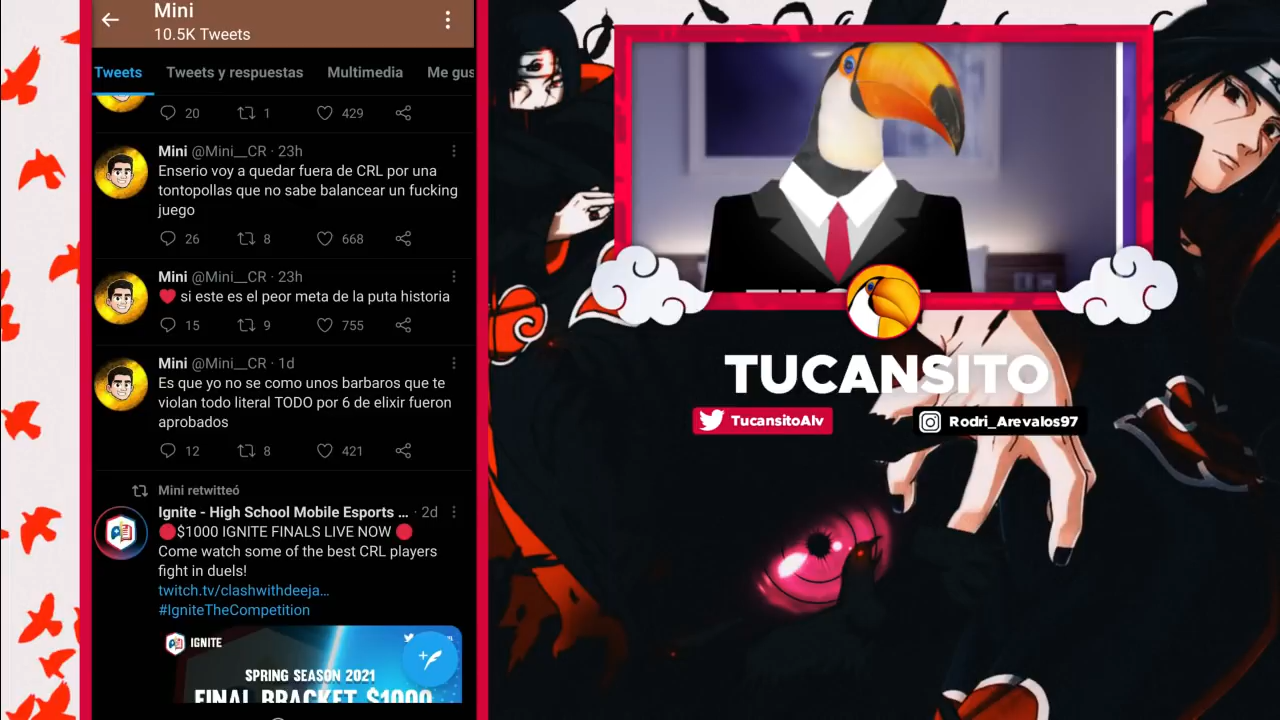 Mini
10.5K Tweets
Tweets
Tweets y respuestas
Multimedia
Me gus
20
1
429
Mini @Mini__CR · 23h
Enserio voy a quedar fuera de CRL por una
tontopollas que no sabe balancear un fucking
juego
26
8
668
Mini @Mini__CR · 23h
❤️ si este es el peor meta de la puta historia
15
9
755
Mini @Mini__CR · 1d
Es que yo no se como unos barbaros que te
violan todo literal TODO por 6 de elixir fueron
aprobados
12
8
421
Mini retwitteó
Ignite - High School Mobile Esports ... · 2d
🔴$1000 IGNITE FINALS LIVE NOW 🔴
Come watch some of the best CRL players
fight in duels!
twitch.tv/clashwithdeeja…
#IgniteTheCompetition
IGNITE
SPRING SEASON 2021
FINAL BRACKET $1000
TUCANSITO
TucansitoAlv
Rodri_Arevalos97